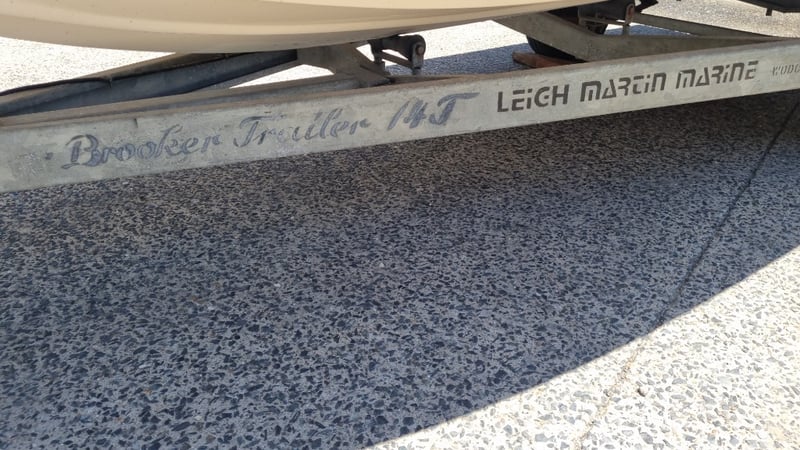 Brooker Trailer 14T
LEIGH MARTIN MARINE